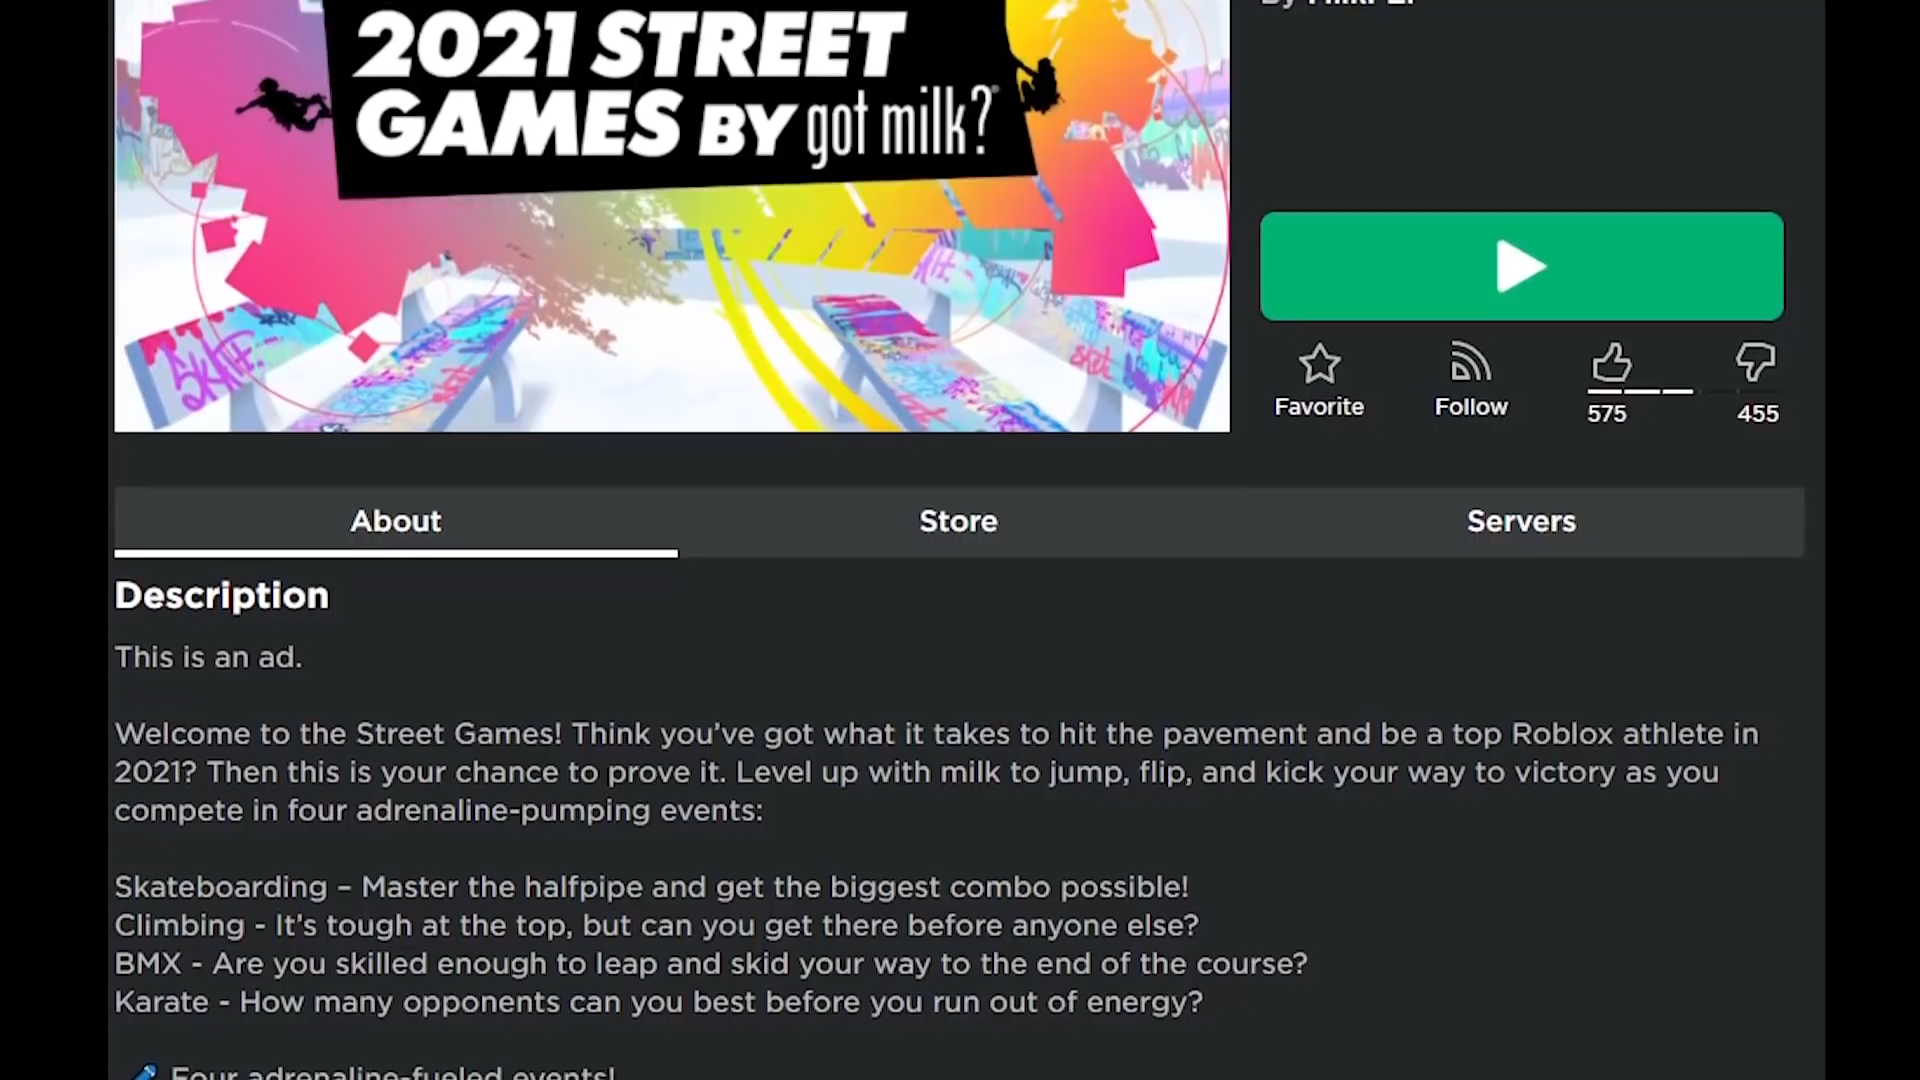 By
2021 STREET
GAMES BY got milk?
SKATE
Favorite
Follow
575
455
About
Store
Servers
Description
This is an ad.
Welcome to the Street Games! Think you’ve got what it takes to hit the pavement and be a top Roblox athlete in
2021? Then this is your chance to prove it. Level up with milk to jump, flip, and kick your way to victory as you
compete in four adrenaline-pumping events:
Skateboarding – Master the halfpipe and get the biggest combo possible!
Climbing - It’s tough at the top, but can you get there before anyone else?
BMX - Are you skilled enough to leap and skid your way to the end of the course?
Karate - How many opponents can you best before you run out of energy?
Four adrenaline-fueled events!